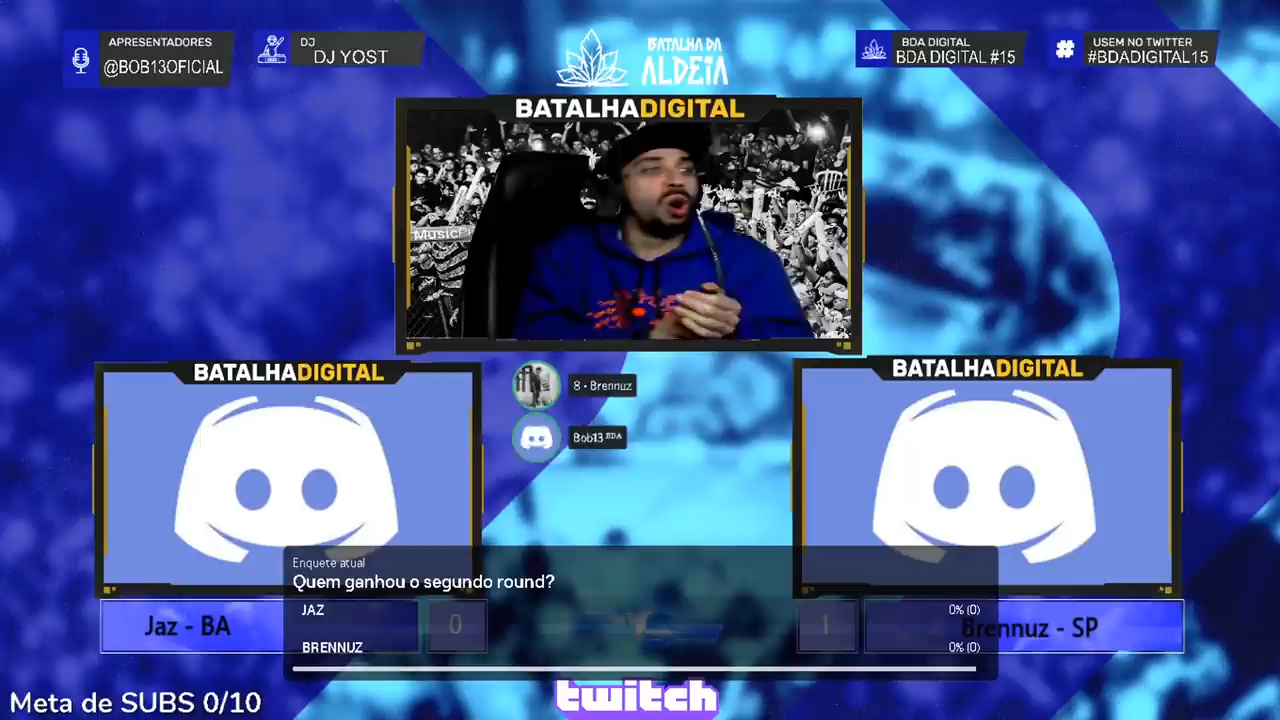 APRESENTADORES
@BOB13OFICIAL
DJ
DJ YOST
BATALHA DA
ALDEIA
BDA DIGITAL
BDA DIGITAL #15
USEM NO TWITTER
#BDADIGITAL15
BATALHADIGITAL
MusicPl
BATALHADIGITAL
8 - Brennuz
Bob13 BDA
BATALHADIGITAL
Enquete atual
Quem ganhou o segundo round?
JAZ
0% (0)
BRENNUZ
0% (0)
Jaz - BA
0
1
Brennuz - SP
Meta de SUBS 0/10
twitch